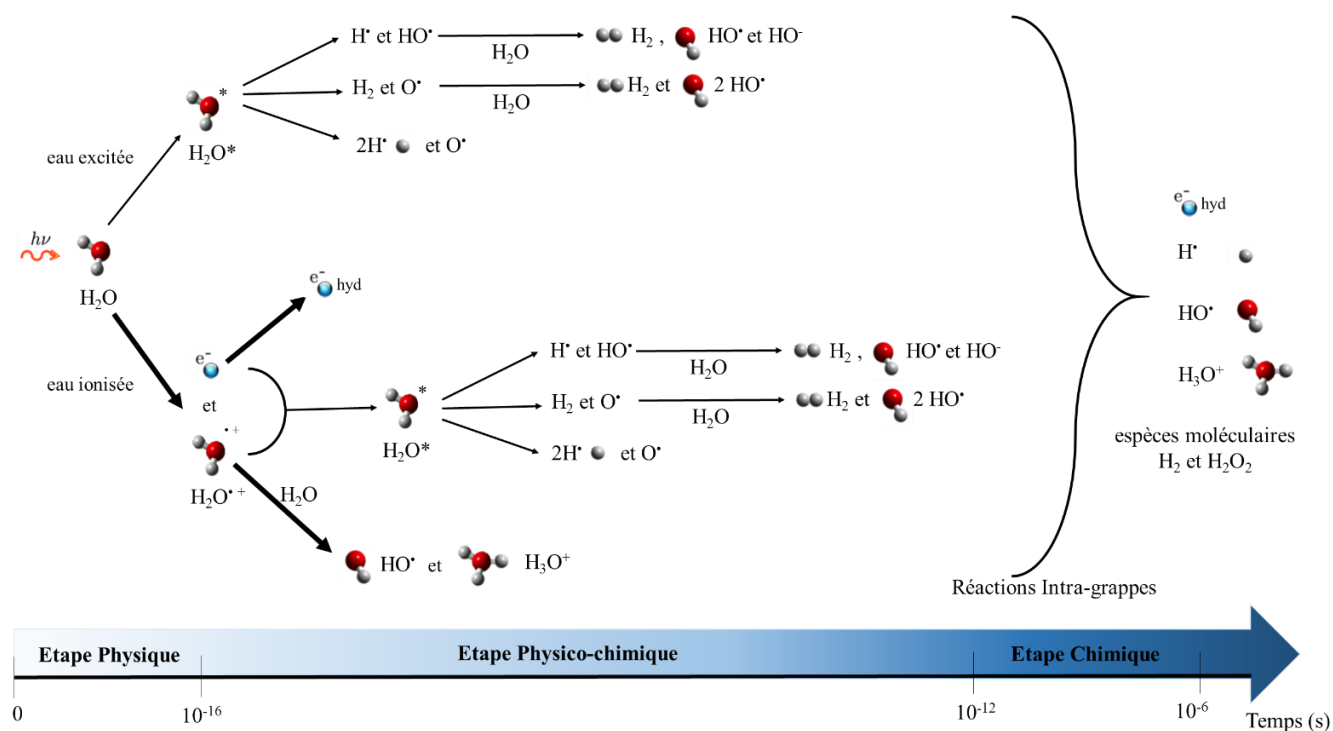 H• et HO•
H₂O
H₂ , HO• et HO⁻
*
H₂ et O•
H₂O
H₂ et 2 HO•
eau excitée
H₂O*
2H• et O•
hν
H₂O
e⁻ hyd
eau ionisée
e⁻
et
•+
H₂O•⁺
*
H₂O*
H• et HO•
H₂O
H₂ , HO• et HO⁻
H₂ et O•
H₂O
H₂ et 2 HO•
2H• et O•
H₂O
HO• et H₃O⁺
e⁻ hyd
H•
HO•
H₃O⁺
espèces moléculaires
H₂ et H₂O₂
Réactions Intra-grappes
Etape Physique
Etape Physico-chimique
Etape Chimique
0
10⁻¹⁶
10⁻¹²
10⁻⁶
Temps (s)